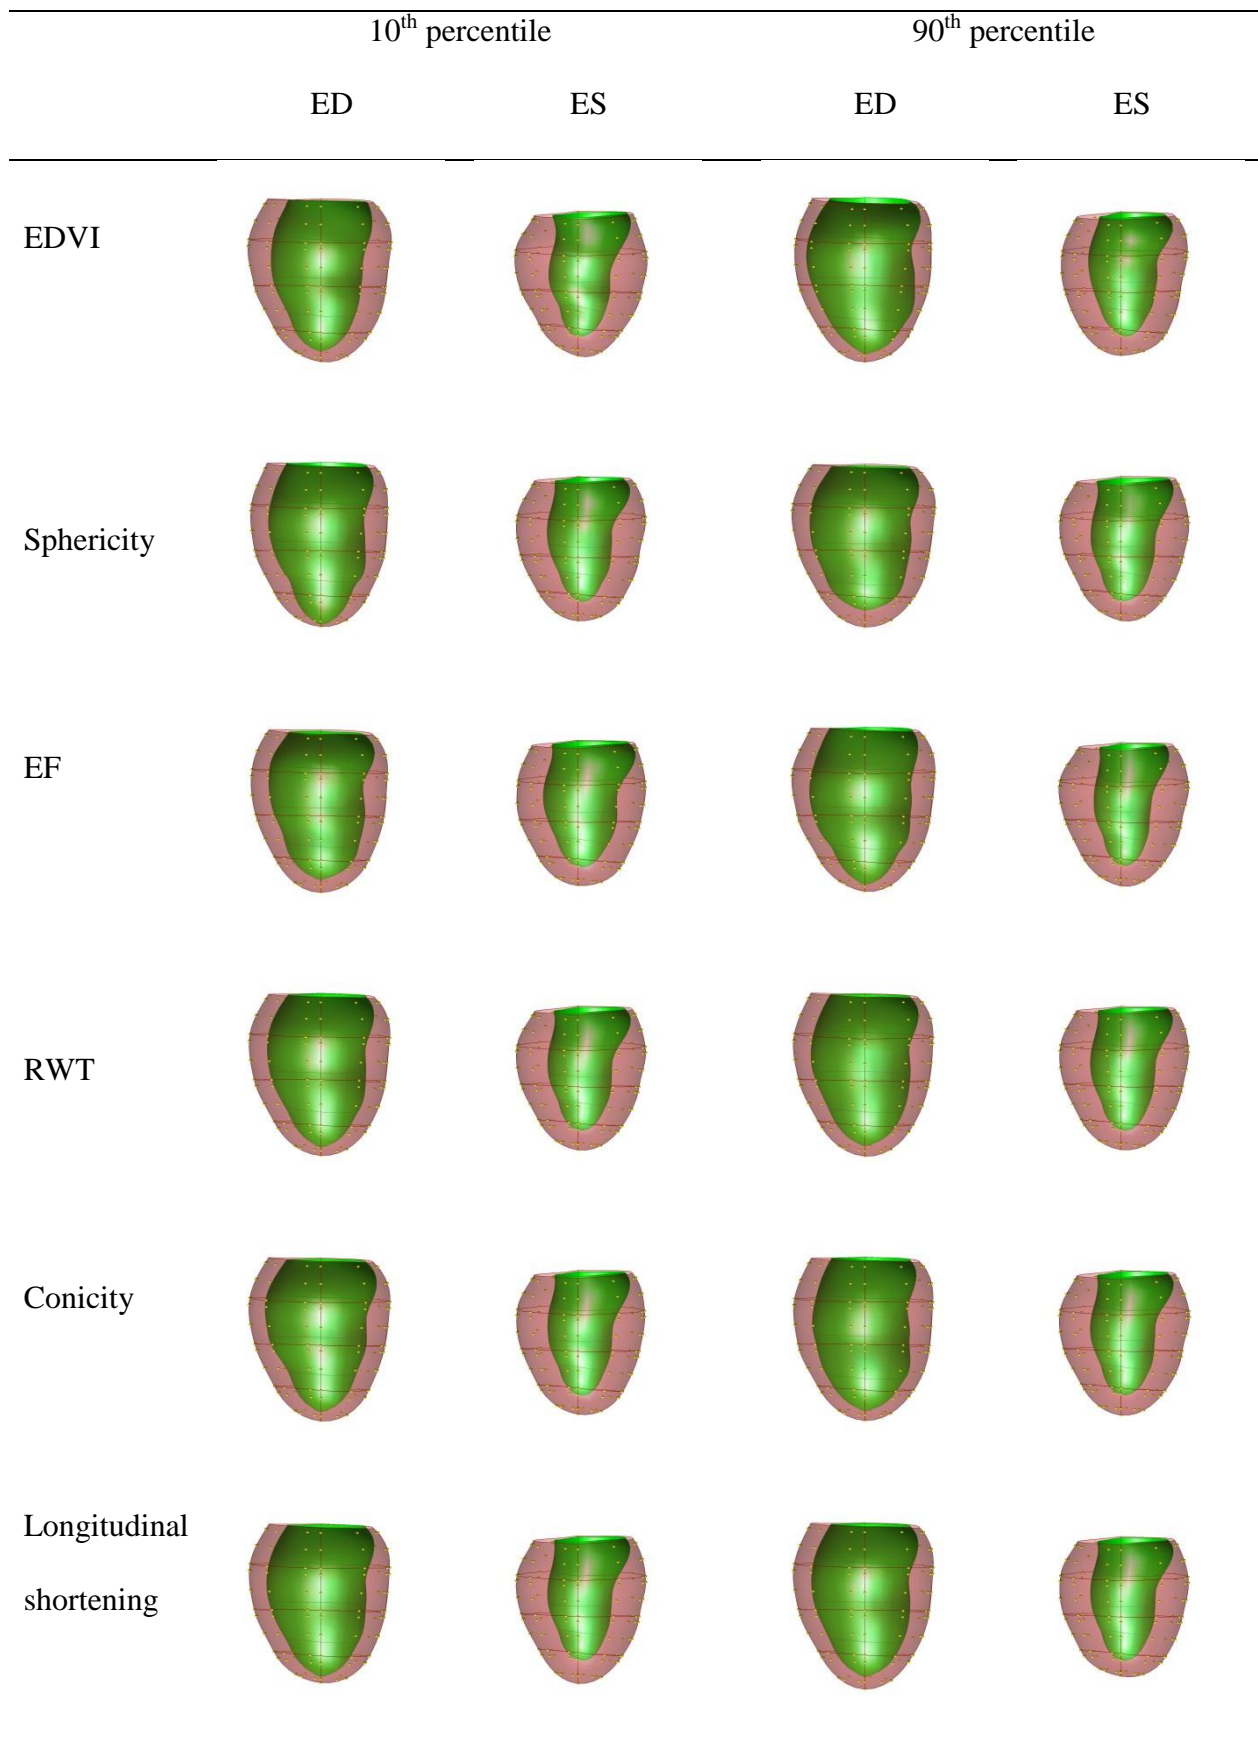 10th percentile 90th percentile
ED ES ED ES
EDVI
Sphericity
EF
RWT
Conicity
Longitudinal
shortening